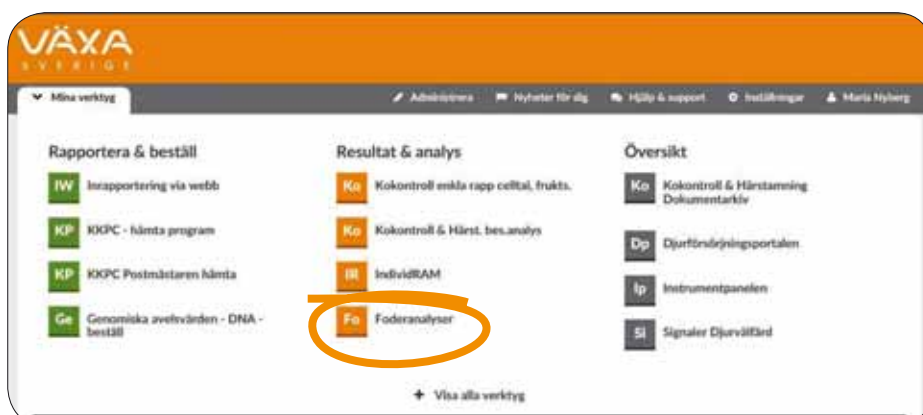 VÄXA
SVERIGE
Mina verktyg
Administrera
Nyheter för dig
Hjälp & support
Inställningar
Maria Nyberg
Rapportera & beställ
IW Inrapportering via webb
KP KKPC - hämta program
KP KKPC Postmästaren hämta
Ge Genomiska avelsvärden - DNA -
beställ
Resultat & analys
Ko Kokontroll enkla rapp celltal, frukts.
Ko Kokontroll & Härst. bes.analys
IR IndividRAM
Fo Foderanalyser
Översikt
Ko Kokontroll & Härstamning
Dokumentarkiv
Dp Djurförsörjningsportalen
Ip Instrumentpanelen
Si Signaler Djurvälfärd
+ Visa alla verktyg